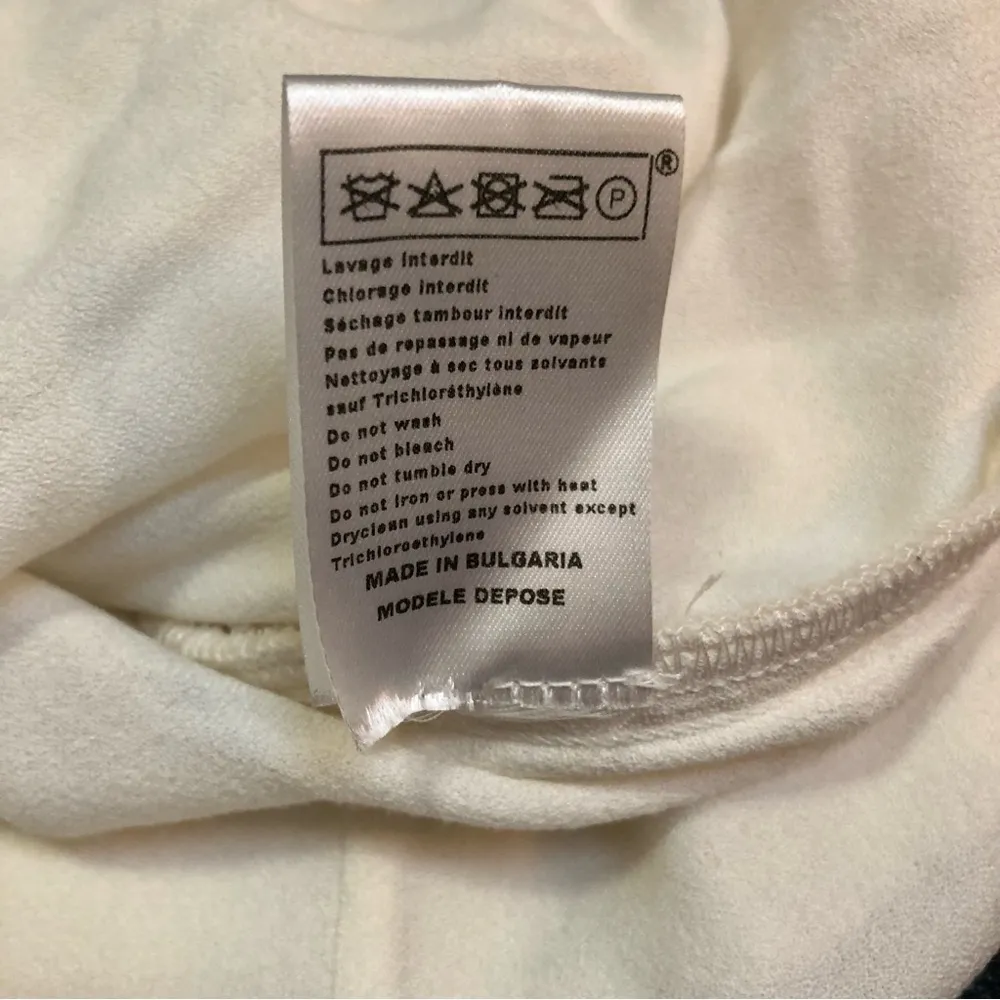 ®
P
Lavage interdit
Chlorage interdit
Séchage tambour interdit
Pas de repassage ni de vapeur
Nettoyage à sec tous solvants
sauf Trichloréthylène
Do not wash
Do not bleach
Do not tumble dry
Do not iron or press with heat
Dryclean using any solvent except
Trichloroethylene
MADE IN BULGARIA
MODELE DEPOSE